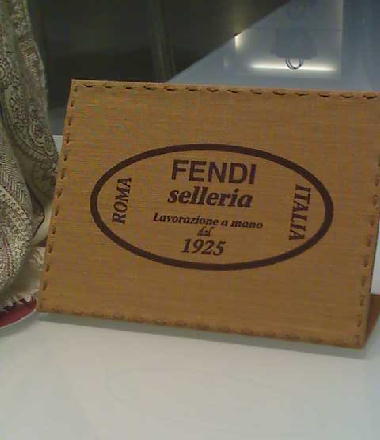 FENDI
selleria
ROMA
ITALIA
Lavorazione a mano
dal
1925